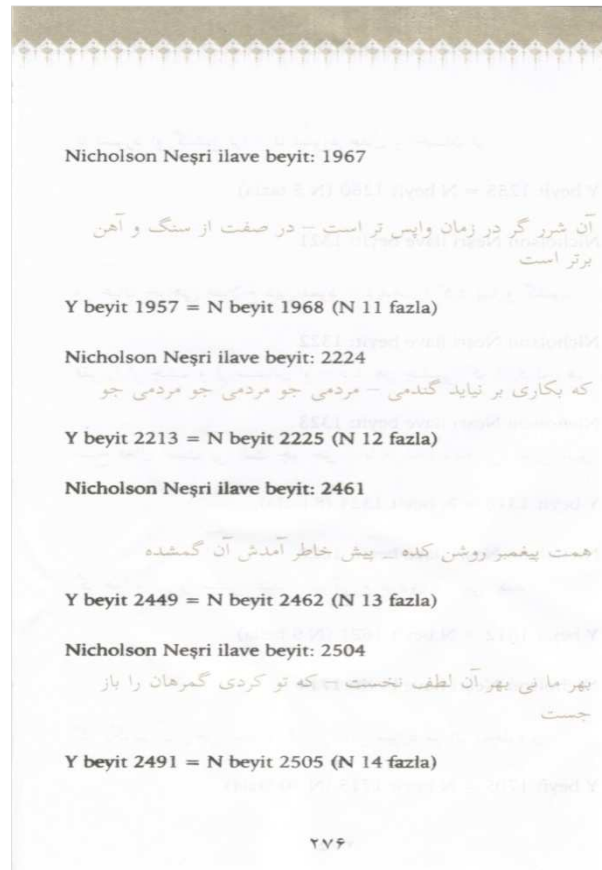 Nicholson Neşri ilave beyit: 1967
آن شرر گر در زمان واپس تر است – در صفت از سنگ و آهن
برتر است
Y beyit 1957 = N beyit 1968 (N 11 fazla)
Nicholson Neşri ilave beyit: 2224
که بکاری بر نیاید گندمی – مردمی جو مردمی جو مردمی جو
Y beyit 2213 = N beyit 2225 (N 12 fazla)
Nicholson Neşri ilave beyit: 2461
همت پیغمبر روشن کده – پیش خاطر آمدش آن گمشده
Y beyit 2449 = N beyit 2462 (N 13 fazla)
Nicholson Neşri ilave beyit: 2504
بهر ما نی بهر آن لطف نخست – که تو کردی گمرهان را باز
جست
Y beyit 2491 = N beyit 2505 (N 14 fazla)
۲۷۶